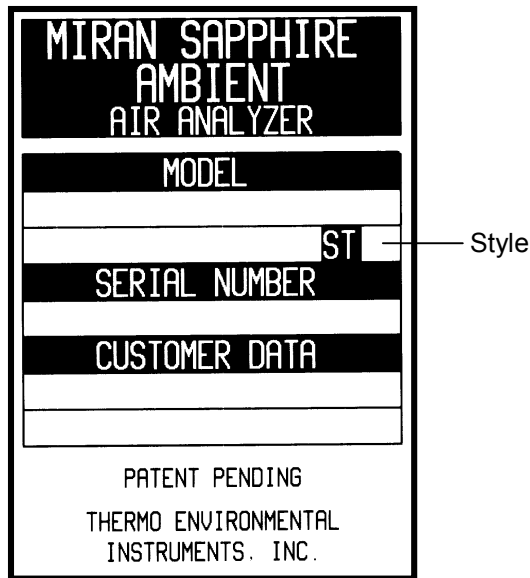 MIRAN SAPPHIRE
AMBIENT
AIR ANALYZER
MODEL
ST Style
SERIAL NUMBER
CUSTOMER DATA
PATENT PENDING
THERMO ENVIRONMENTAL
INSTRUMENTS. INC.